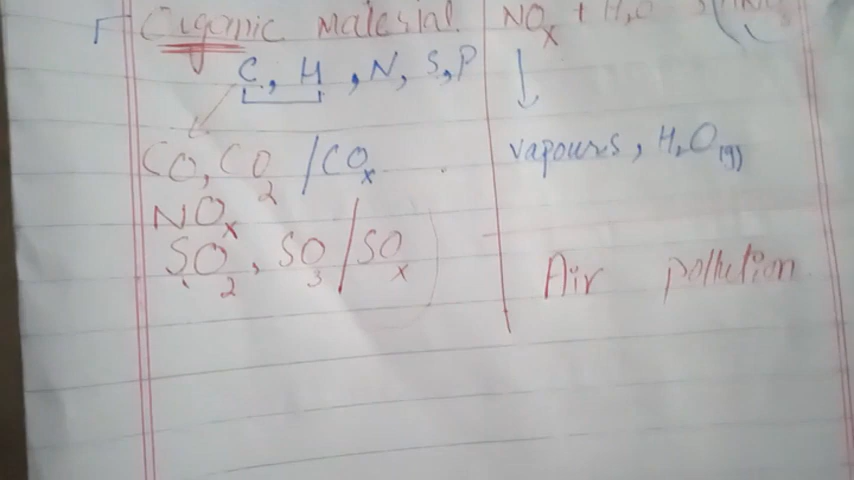 Organic Material
C, H, N, S, P
CO, CO2 / COx
NOx
SO2, SO3 / SOx
NOx + H2O
vapours, H2O(g)
Air pollution